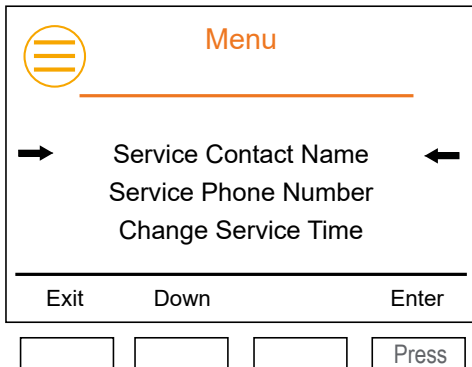 Menu
Service Contact Name
Service Phone Number
Change Service Time
Exit Down Enter
Press